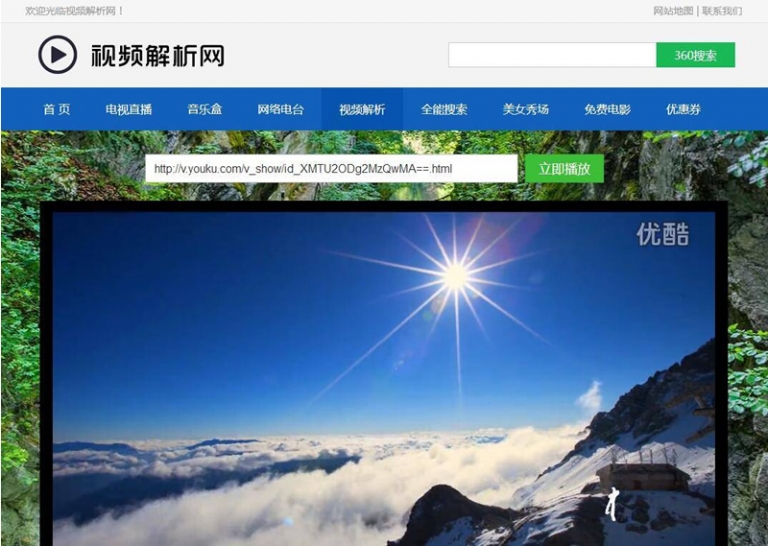 欢迎光临视频解析网！
网站地图 | 联系我们
视频解析网
360搜索
首 页 电视直播 音乐盒 网络电台 视频解析 全能搜索 美女秀场 免费电影 优惠券
http://v.youku.com/v_show/id_XMTU2ODg2MzQwMA==.html 立即播放
优酷